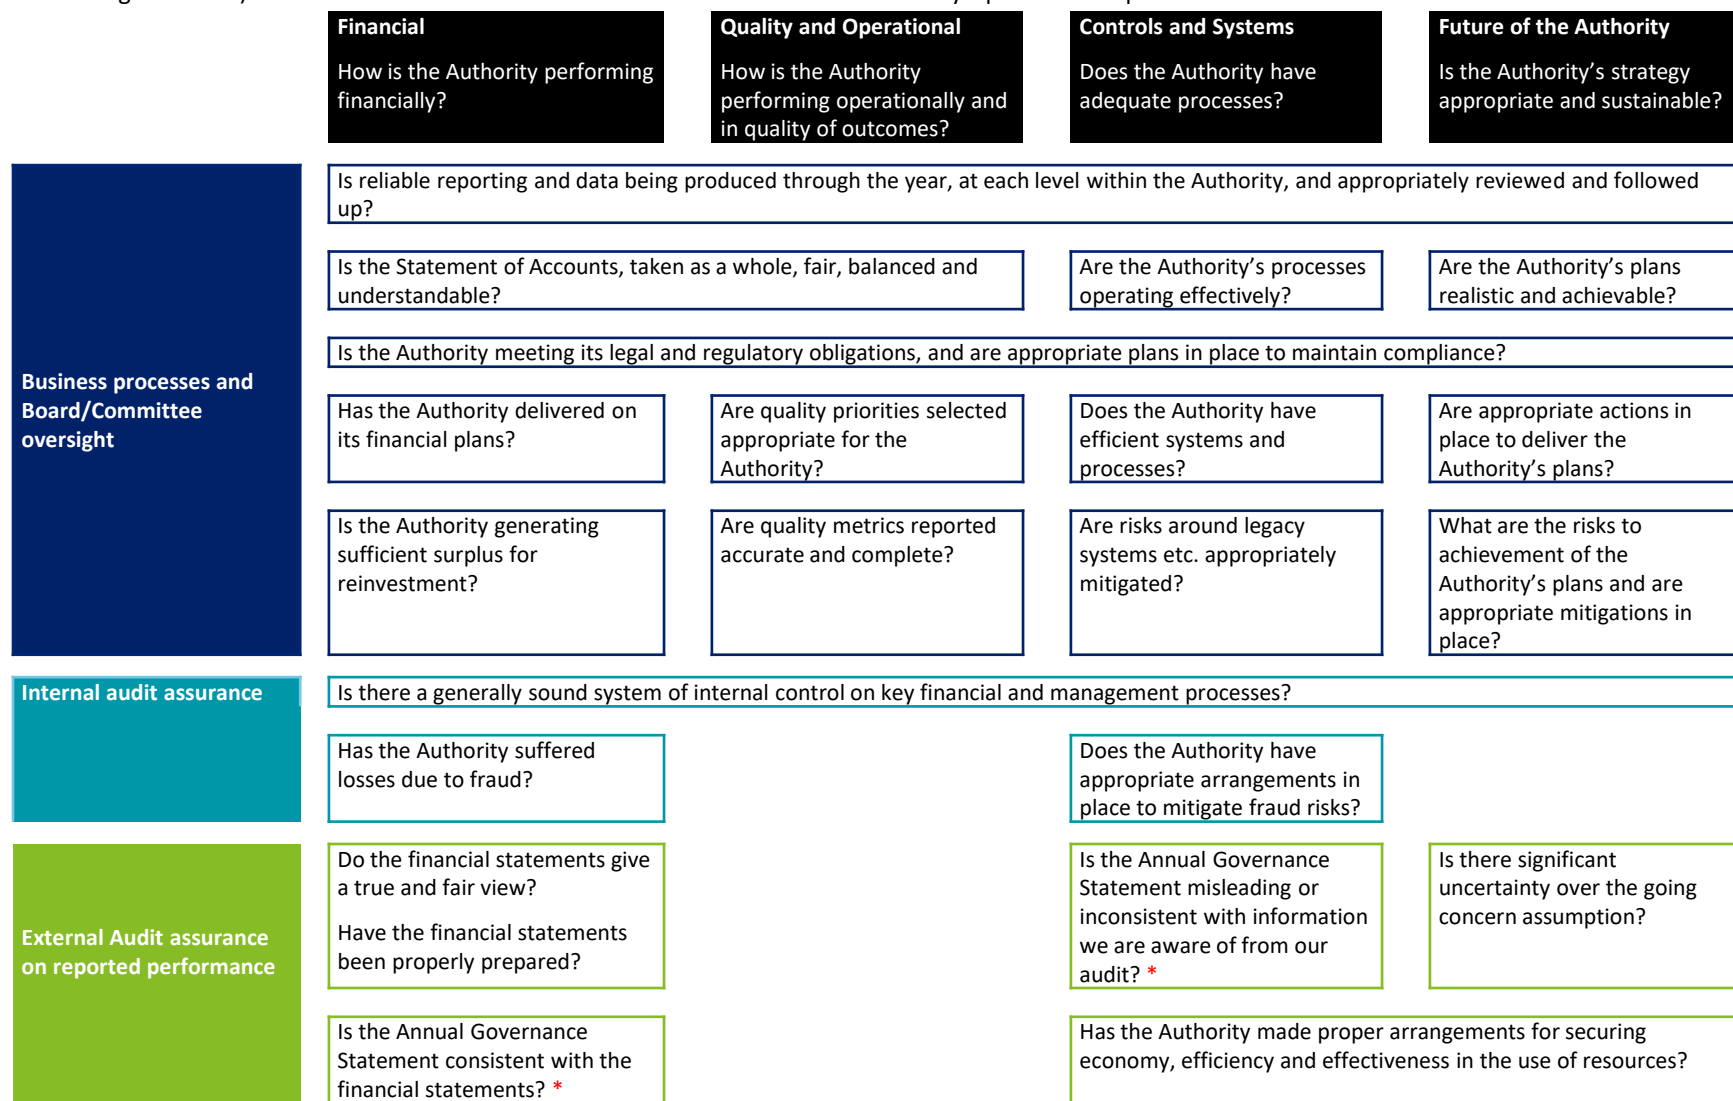 Financial
How is the Authority performing
financially?
Quality and Operational
How is the Authority
performing operationally and
in quality of outcomes?
Controls and Systems
Does the Authority have
adequate processes?
Future of the Authority
Is the Authority’s strategy
appropriate and sustainable?
Business processes and
Board/Committee
oversight
Is reliable reporting and data being produced through the year, at each level within the Authority, and appropriately reviewed and followed
up?
Is the Statement of Accounts, taken as a whole, fair, balanced and
understandable?
Are the Authority’s processes
operating effectively?
Are the Authority’s plans
realistic and achievable?
Is the Authority meeting its legal and regulatory obligations, and are appropriate plans in place to maintain compliance?
Has the Authority delivered on
its financial plans?
Are quality priorities selected
appropriate for the
Authority?
Does the Authority have
efficient systems and
processes?
Are appropriate actions in
place to deliver the
Authority’s plans?
Is the Authority generating
sufficient surplus for
reinvestment?
Are quality metrics reported
accurate and complete?
Are risks around legacy
systems etc. appropriately
mitigated?
What are the risks to
achievement of the
Authority’s plans and are
appropriate mitigations in
place?
Internal audit assurance
Is there a generally sound system of internal control on key financial and management processes?
Has the Authority suffered
losses due to fraud?
Does the Authority have
appropriate arrangements in
place to mitigate fraud risks?
External Audit assurance
on reported performance
Do the financial statements give
a true and fair view?
Have the financial statements
been properly prepared?
Is the Annual Governance
Statement misleading or
inconsistent with information
we are aware of from our
audit? *
Is there significant
uncertainty over the going
concern assumption?
Is the Annual Governance
Statement consistent with the
financial statements? *
Has the Authority made proper arrangements for securing
economy, efficiency and effectiveness in the use of resources?